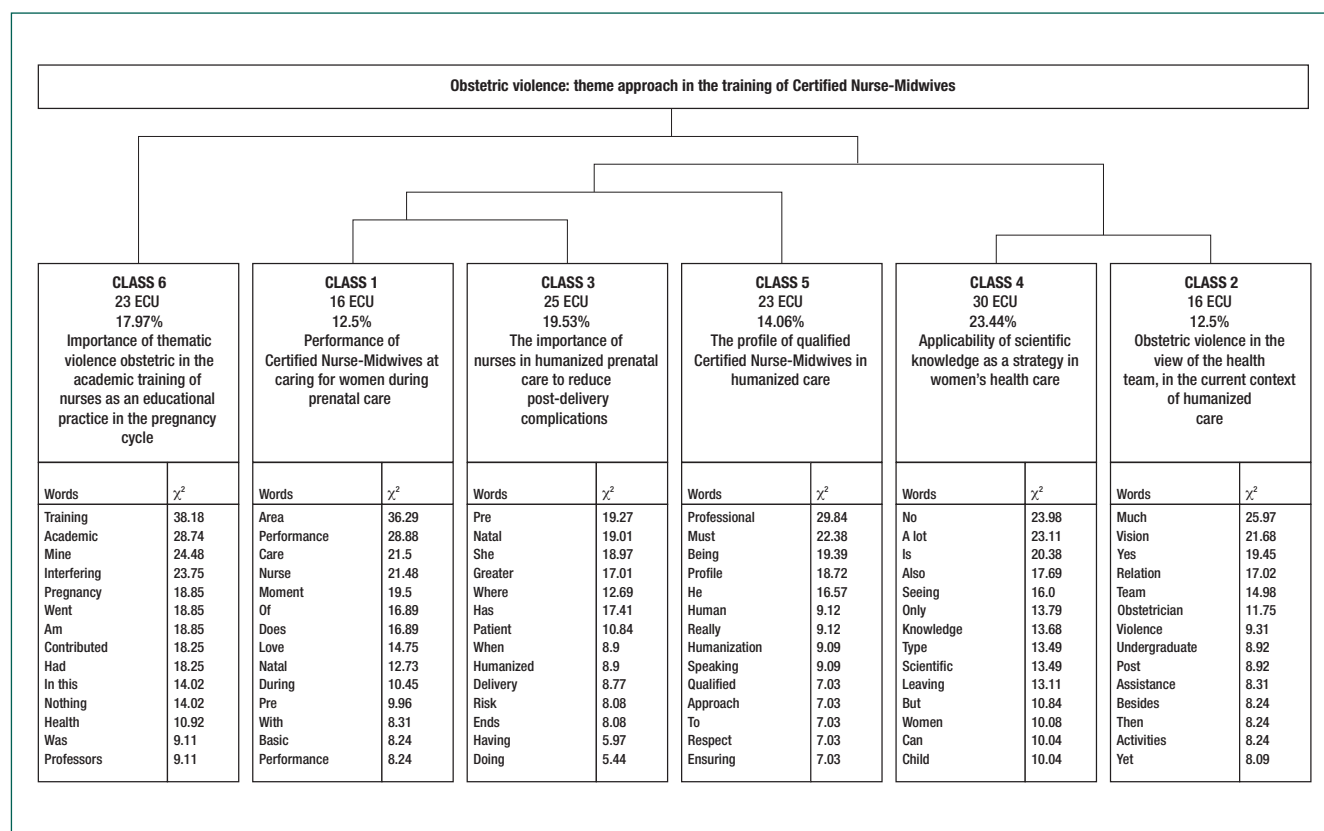 Obstetric violence: theme approach in the training of Certified Nurse-Midwives
CLASS 6
23 ECU
17.97%
Importance of thematic
violence obstetric in the
academic training of
nurses as an educational
practice in the pregnancy
cycle
Words χ²
Training 38.18
Academic 28.74
Mine 24.48
Interfering 23.75
Pregnancy 18.85
Went 18.85
Am 18.85
Contributed 18.25
Had 18.25
In this 14.02
Nothing 14.02
Health 10.92
Was 9.11
Professors 9.11
CLASS 1
16 ECU
12.5%
Performance of
Certified Nurse-Midwives at
caring for women during
prenatal care
Words χ²
Area 36.29
Performance 28.88
Care 21.5
Nurse 21.48
Moment 19.5
Of 16.89
Does 16.89
Love 14.75
Natal 12.73
During 10.45
Pre 9.96
With 8.31
Basic 8.24
Performance 8.24
CLASS 3
25 ECU
19.53%
The importance of
nurses in humanized prenatal
care to reduce
post-delivery
complications
Words χ²
Pre 19.27
Natal 19.01
She 18.97
Greater 17.01
Where 12.69
Has 17.41
Patient 10.84
When 8.9
Humanized 8.9
Delivery 8.77
Risk 8.08
Ends 8.08
Having 5.97
Doing 5.44
CLASS 5
23 ECU
14.06%
The profile of qualified
Certified Nurse-Midwives in
humanized care
Words χ²
Professional 29.84
Must 22.38
Being 19.39
Profile 18.72
He 16.57
Human 9.12
Really 9.12
Humanization 9.09
Speaking 9.09
Qualified 7.03
Approach 7.03
To 7.03
Respect 7.03
Ensuring 7.03
CLASS 4
30 ECU
23.44%
Applicability of scientific
knowledge as a strategy in
women's health care
Words χ²
No 23.98
A lot 23.11
Is 20.38
Also 17.69
Seeing 16.0
Only 13.79
Knowledge 13.68
Type 13.49
Scientific 13.49
Leaving 13.11
But 10.84
Women 10.08
Can 10.04
Child 10.04
CLASS 2
16 ECU
12.5%
Obstetric violence in the
view of the health
team, in the current context
of humanized
care
Words χ²
Much 25.97
Vision 21.68
Yes 19.45
Relation 17.02
Team 14.98
Obstetrician 11.75
Violence 9.31
Undergraduate 8.92
Post 8.92
Assistance 8.31
Besides 8.24
Then 8.24
Activities 8.24
Yet 8.09